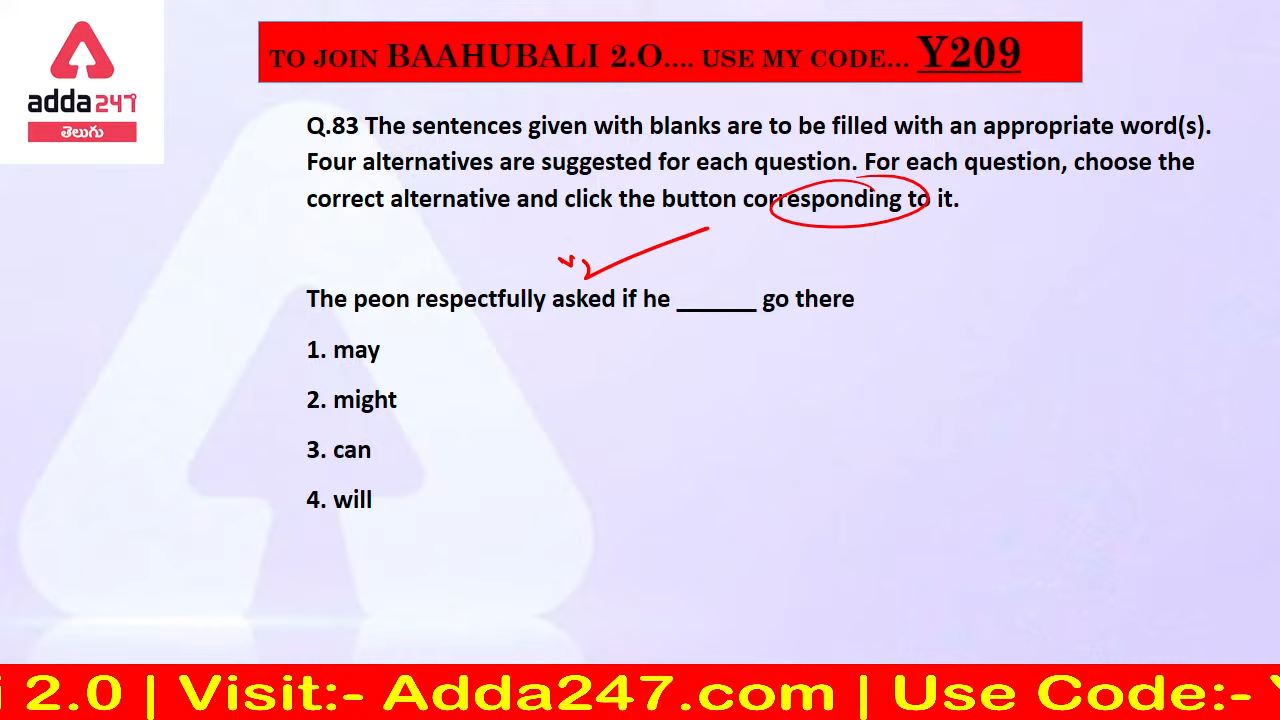 TO JOIN BAAHUBALI 2.O.... USE MY CODE... Y209
adda247
తెలుగు
Q.83 The sentences given with blanks are to be filled with an appropriate word(s).
Four alternatives are suggested for each question. For each question, choose the
correct alternative and click the button corresponding to it.
The peon respectfully asked if he ______ go there
1. may
2. might
3. can
4. will
i 2.0 | Visit:- Adda247.com | Use Code:- Y